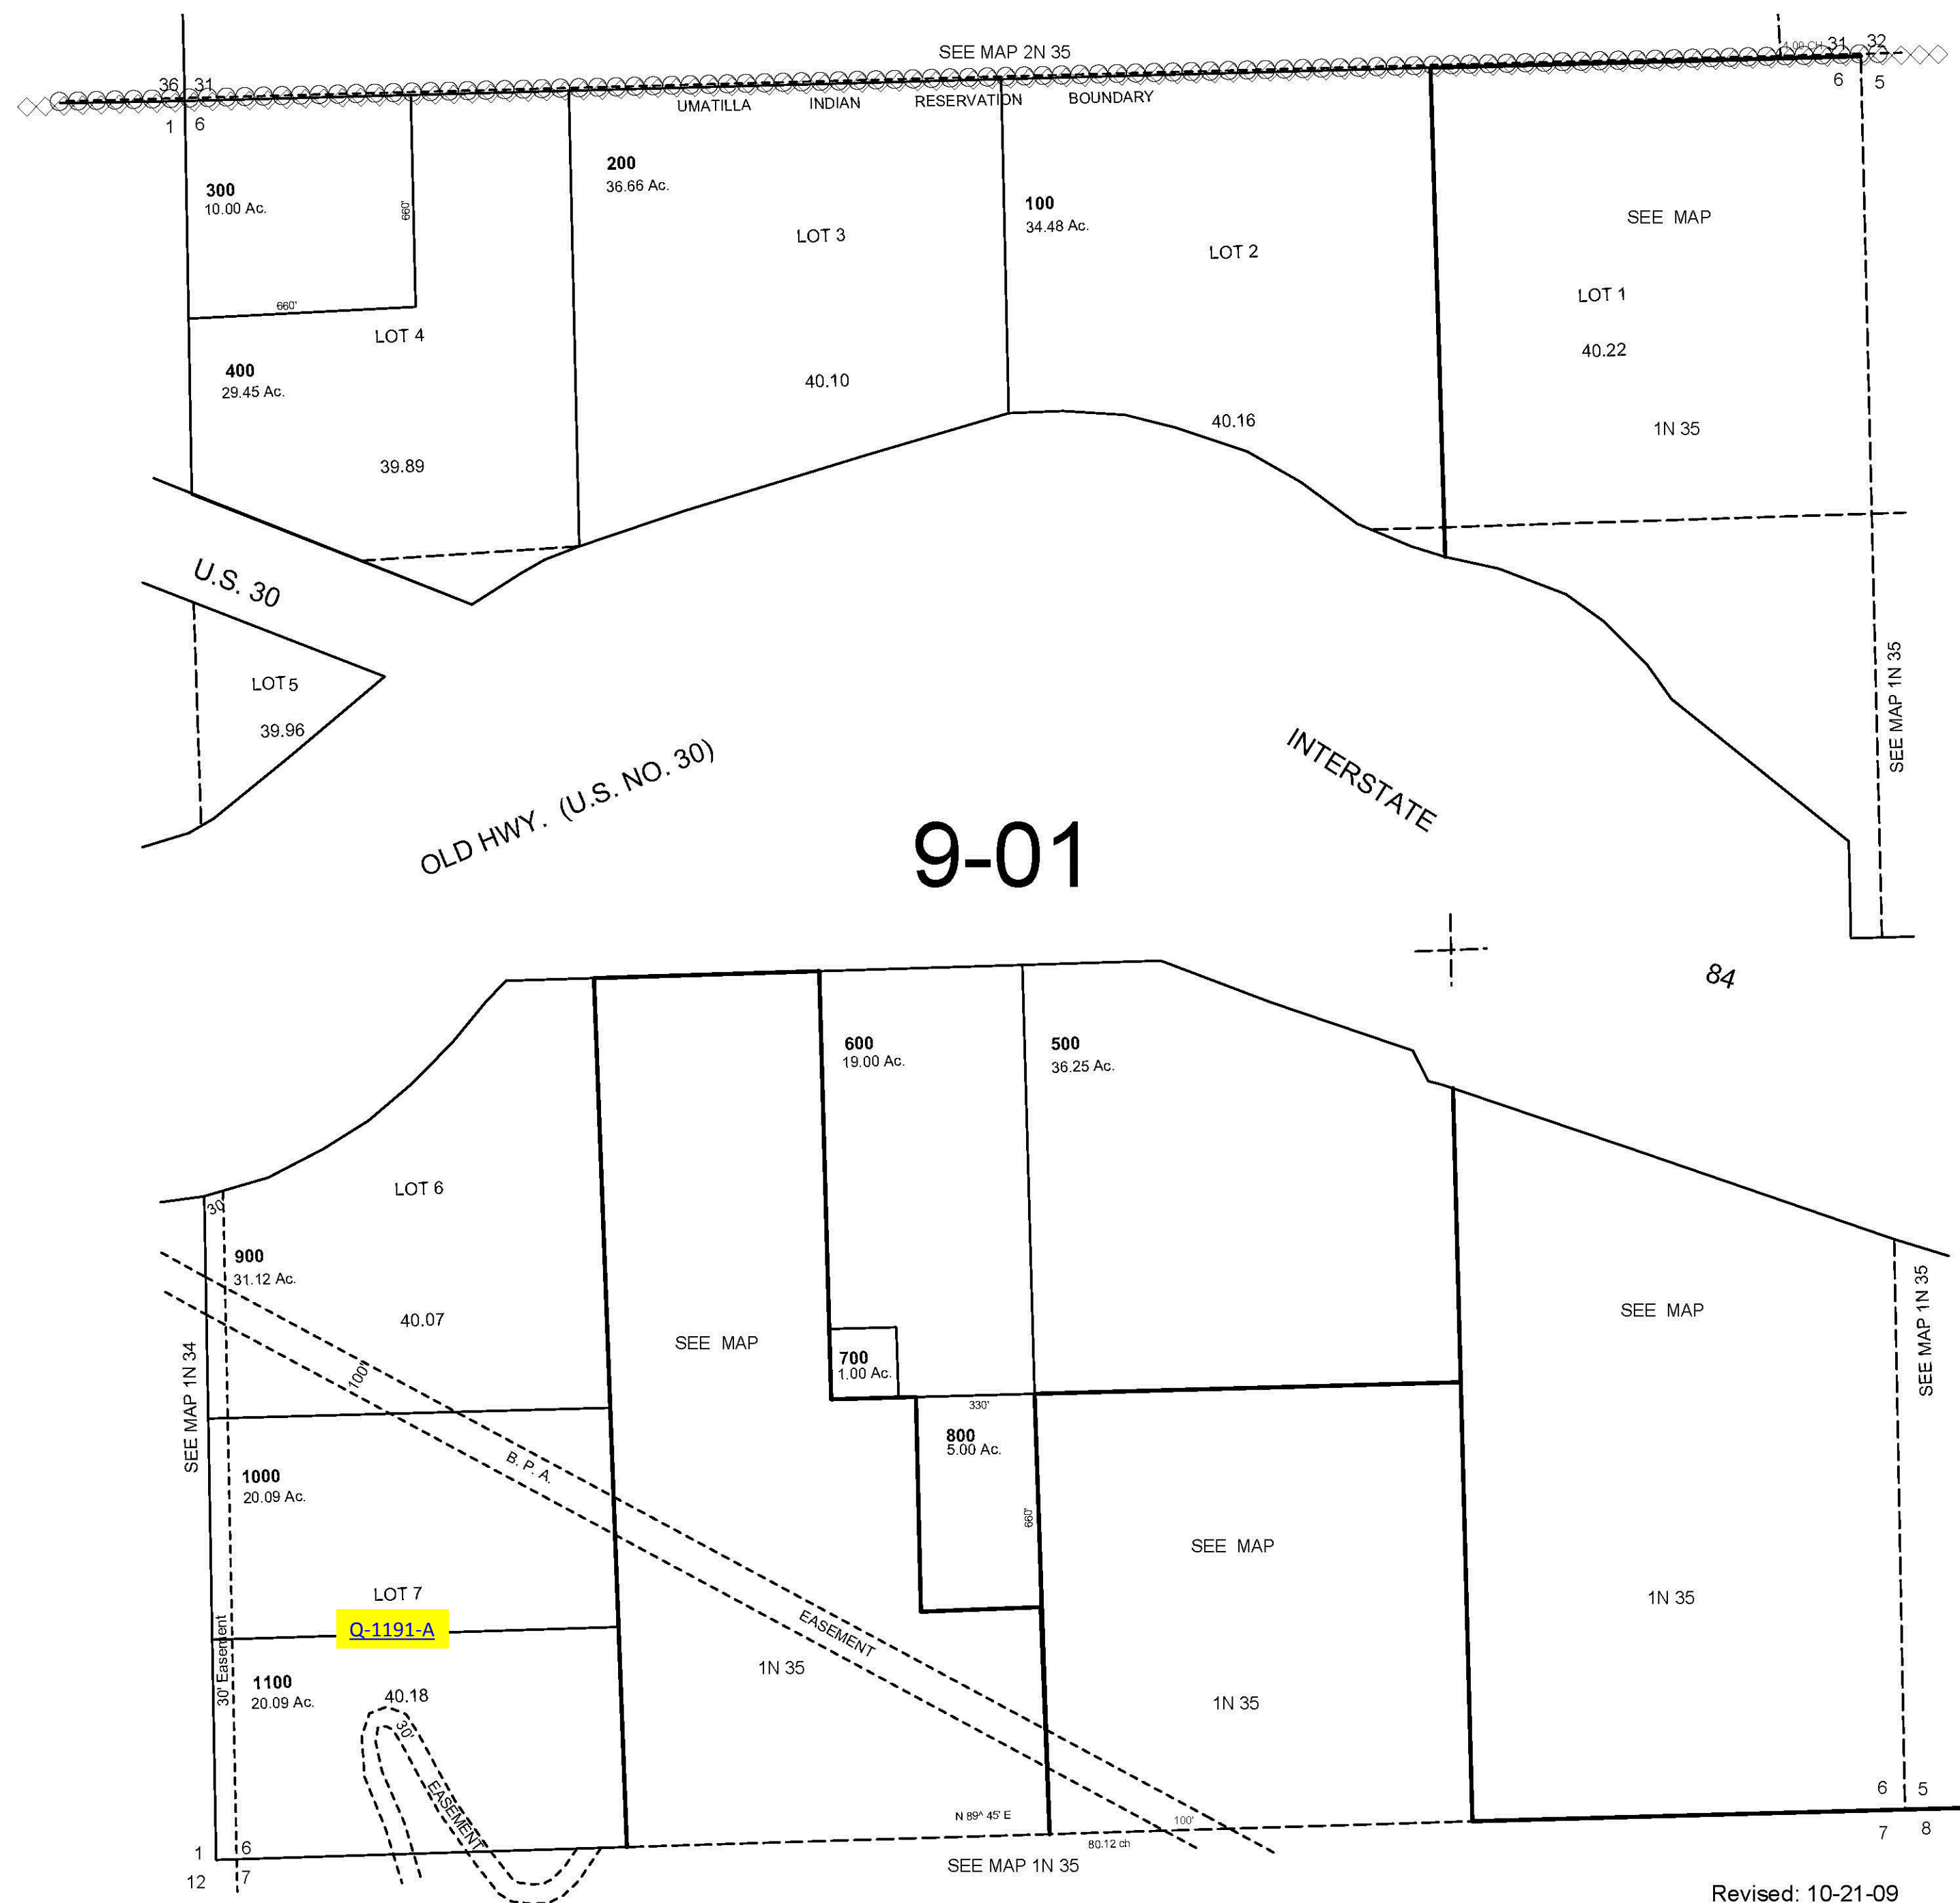 SEE MAP 2N 35
4.00 CH
31 32
36 31
6 5
1 6
UMATILLA INDIAN RESERVATION BOUNDARY
300
10.00 Ac.
660'
660'
200
36.66 Ac.
LOT 3
100
34.48 Ac.
LOT 2
SEE MAP
LOT 1
40.22
1N 35
LOT 4
400
29.45 Ac.
39.89
40.10
40.16
U.S. 30
LOT 5
39.96
SEE MAP 1N 35
OLD HWY. (U.S. NO. 30)
INTERSTATE
9-01
84
600
19.00 Ac.
500
36.25 Ac.
LOT 6
30'
900
31.12 Ac.
40.07
SEE MAP 1N 34
100'
SEE MAP
700
1.00 Ac.
330'
800
5.00 Ac.
660'
SEE MAP
SEE MAP 1N 35
B. P. A.
1000
20.09 Ac.
SEE MAP
LOT 7
Q-1191-A
EASEMENT
1N 35
30' Easement
1100
20.09 Ac.
40.18
1N 35
1N 35
30'
EASEMENT
N 89^ 45' E
100'
80.12 ch
6 5
7 8
1 6
12 7
SEE MAP 1N 35
Revised: 10-21-09